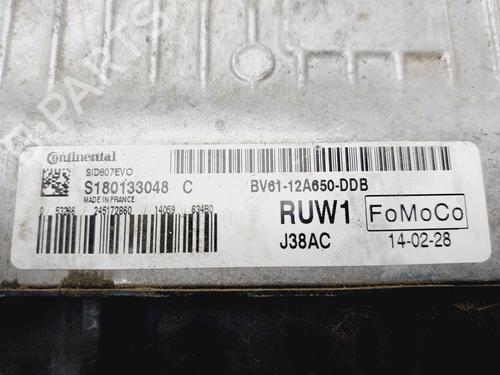 Continental
SID807EVO
S180133048 C
MADE IN FRANCE
0 / 53266 / 245172860 / 14059 / 634B0
BV61-12A650-DDB
RUW1
FoMoCo
J38AC
14-02-28